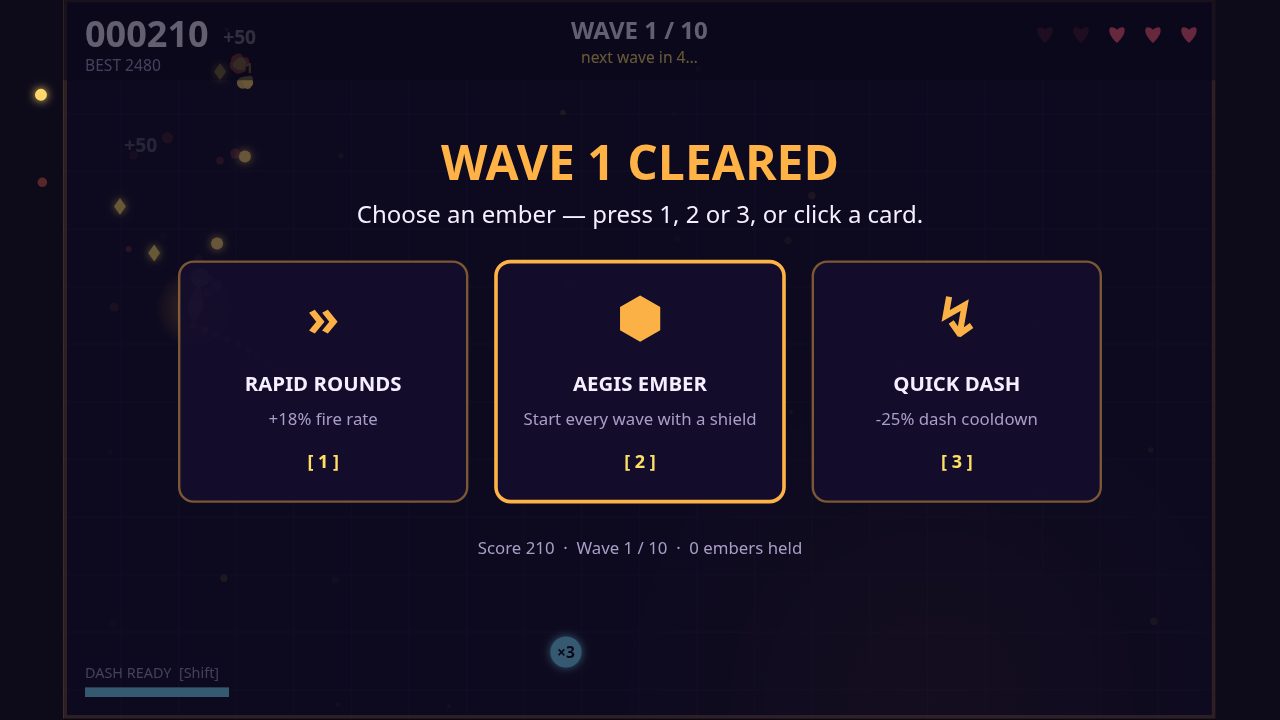 000210 +50
BEST 2480
WAVE 1 / 10
next wave in 4...
+50
WAVE 1 CLEARED
Choose an ember — press 1, 2 or 3, or click a card.
»
RAPID ROUNDS
+18% fire rate
[ 1 ]
⬢
AEGIS EMBER
Start every wave with a shield
[ 2 ]
↯
QUICK DASH
-25% dash cooldown
[ 3 ]
Score 210 · Wave 1 / 10 · 0 embers held
×3
DASH READY [Shift]